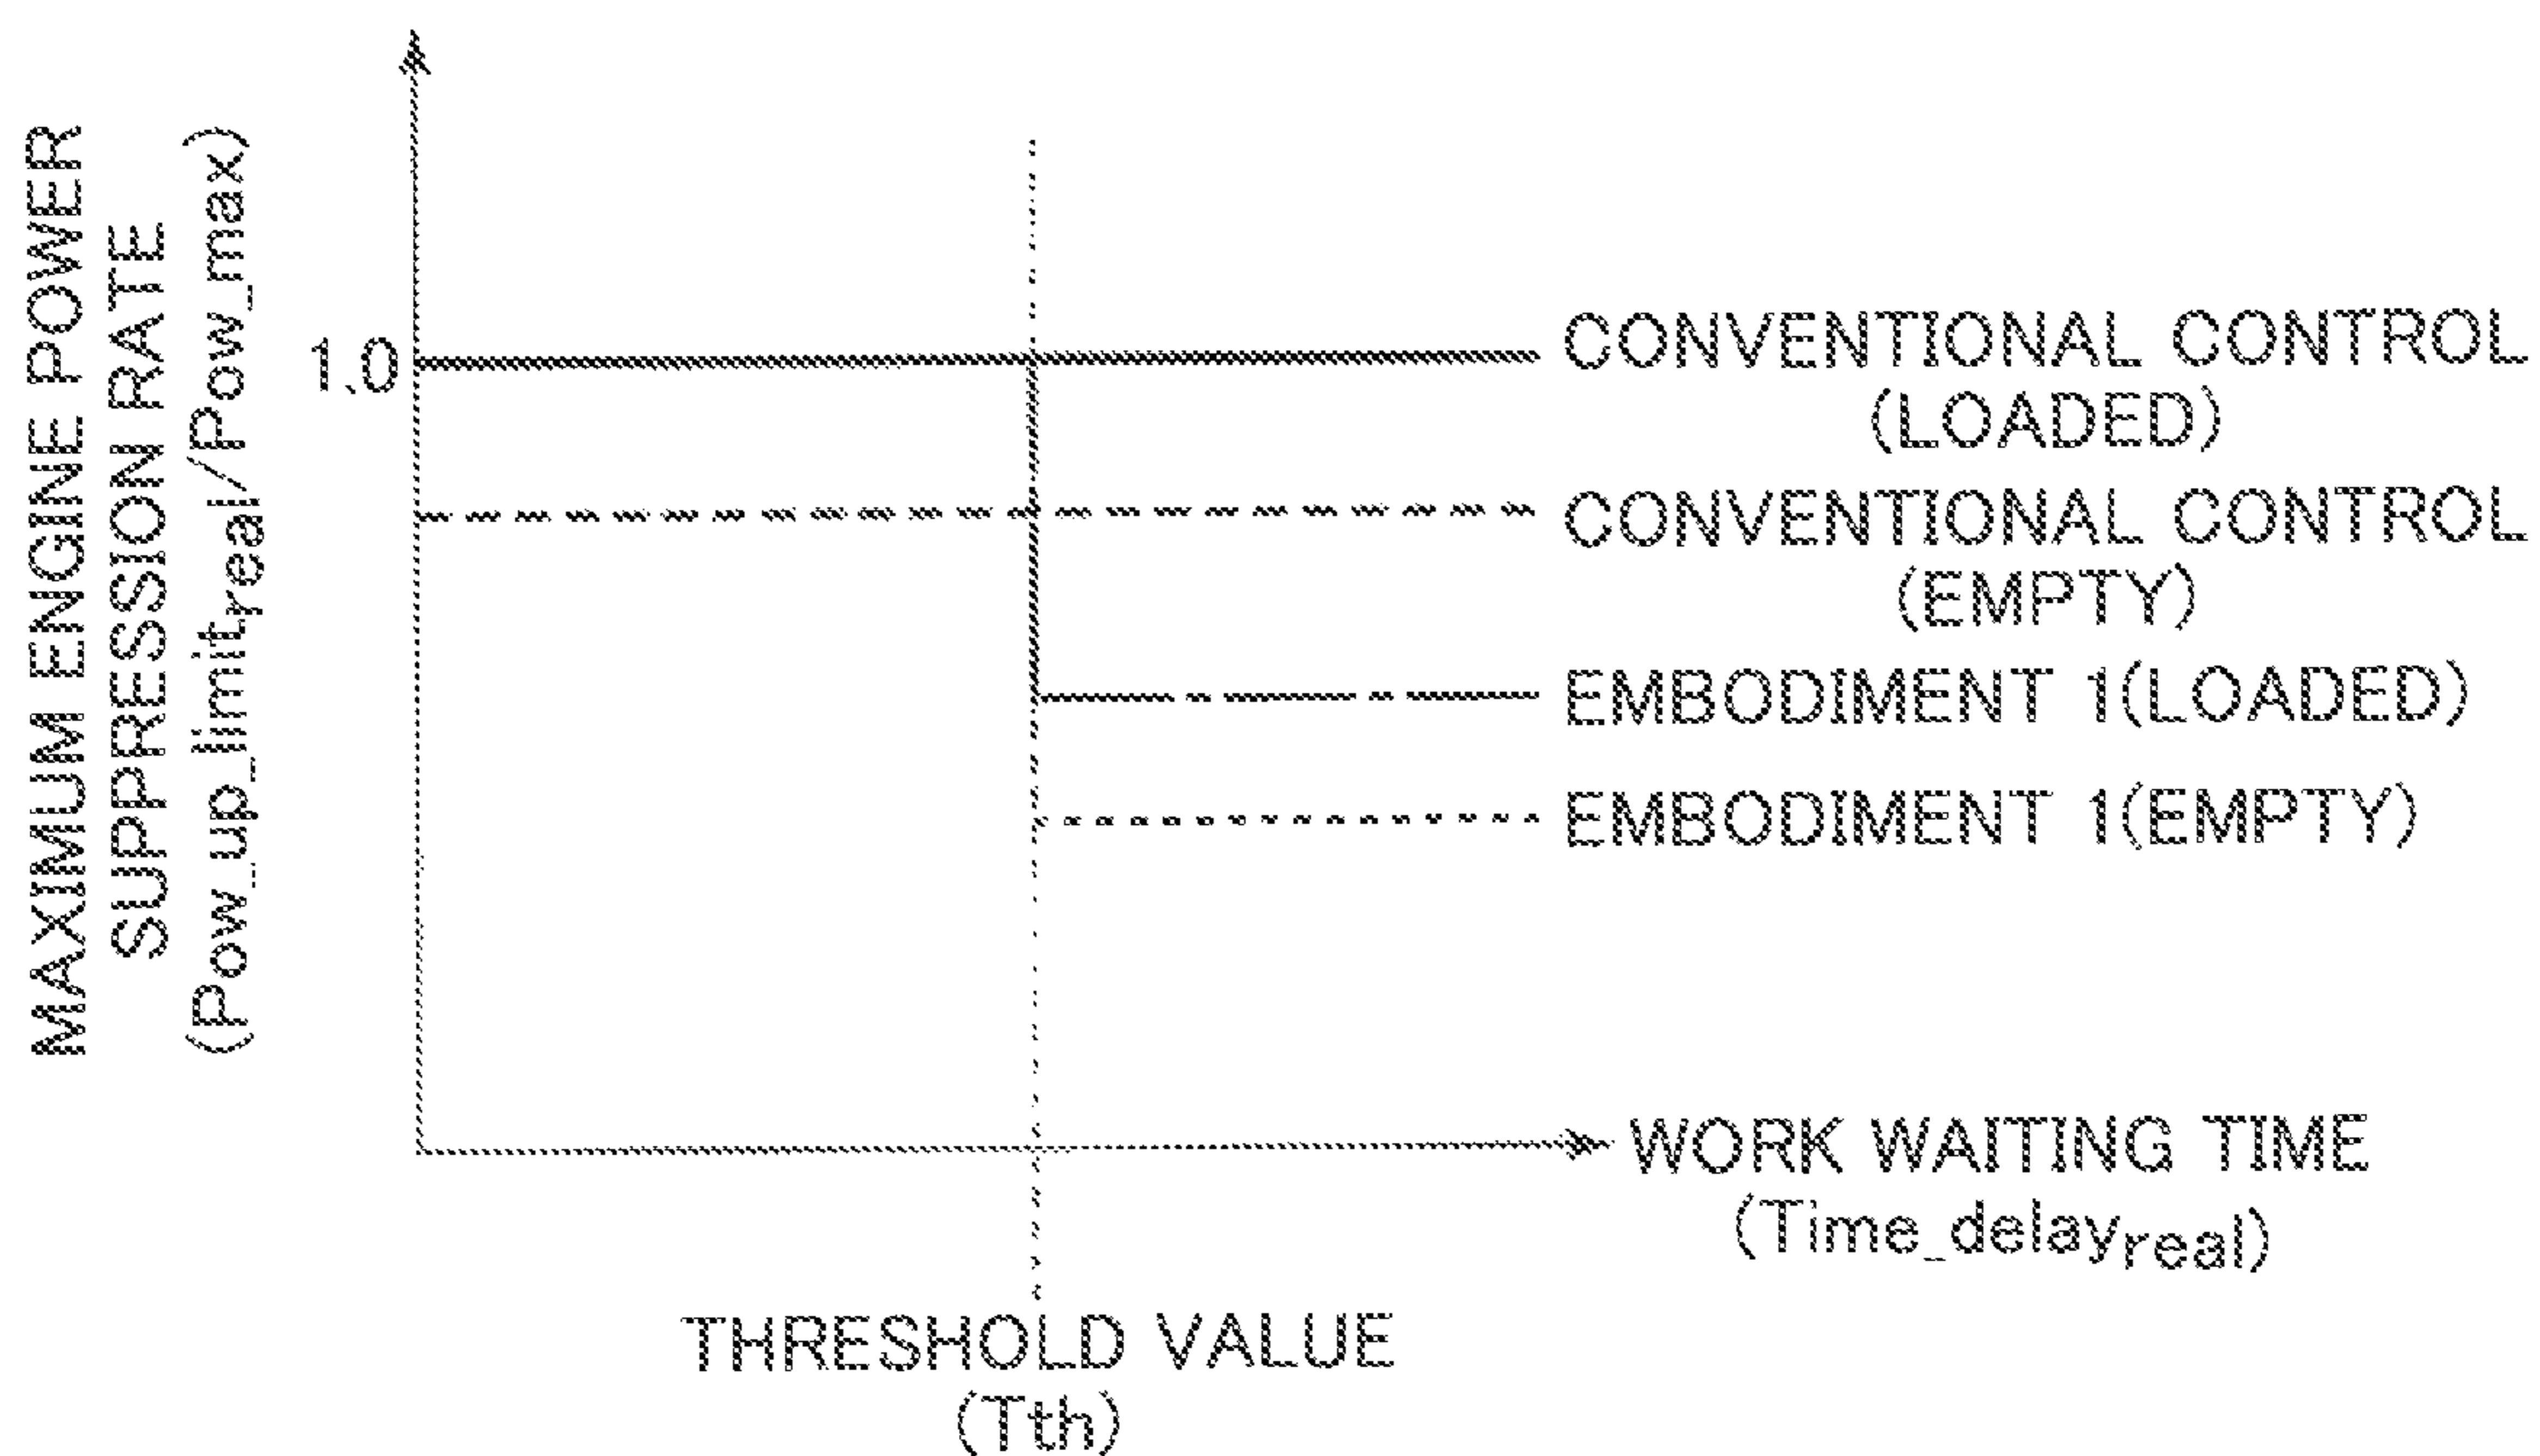 MAXIMUM ENGINE POWER
SUPPRESSION RATE
(Pow_up_limitreal/Pow_max)
1.0
CONVENTIONAL CONTROL
(LOADED)
CONVENTIONAL CONTROL
(EMPTY)
EMBODIMENT 1(LOADED)
EMBODIMENT 1(EMPTY)
WORK WAITING TIME
(Time_delayreal)
THRESHOLD VALUE
(Tth)